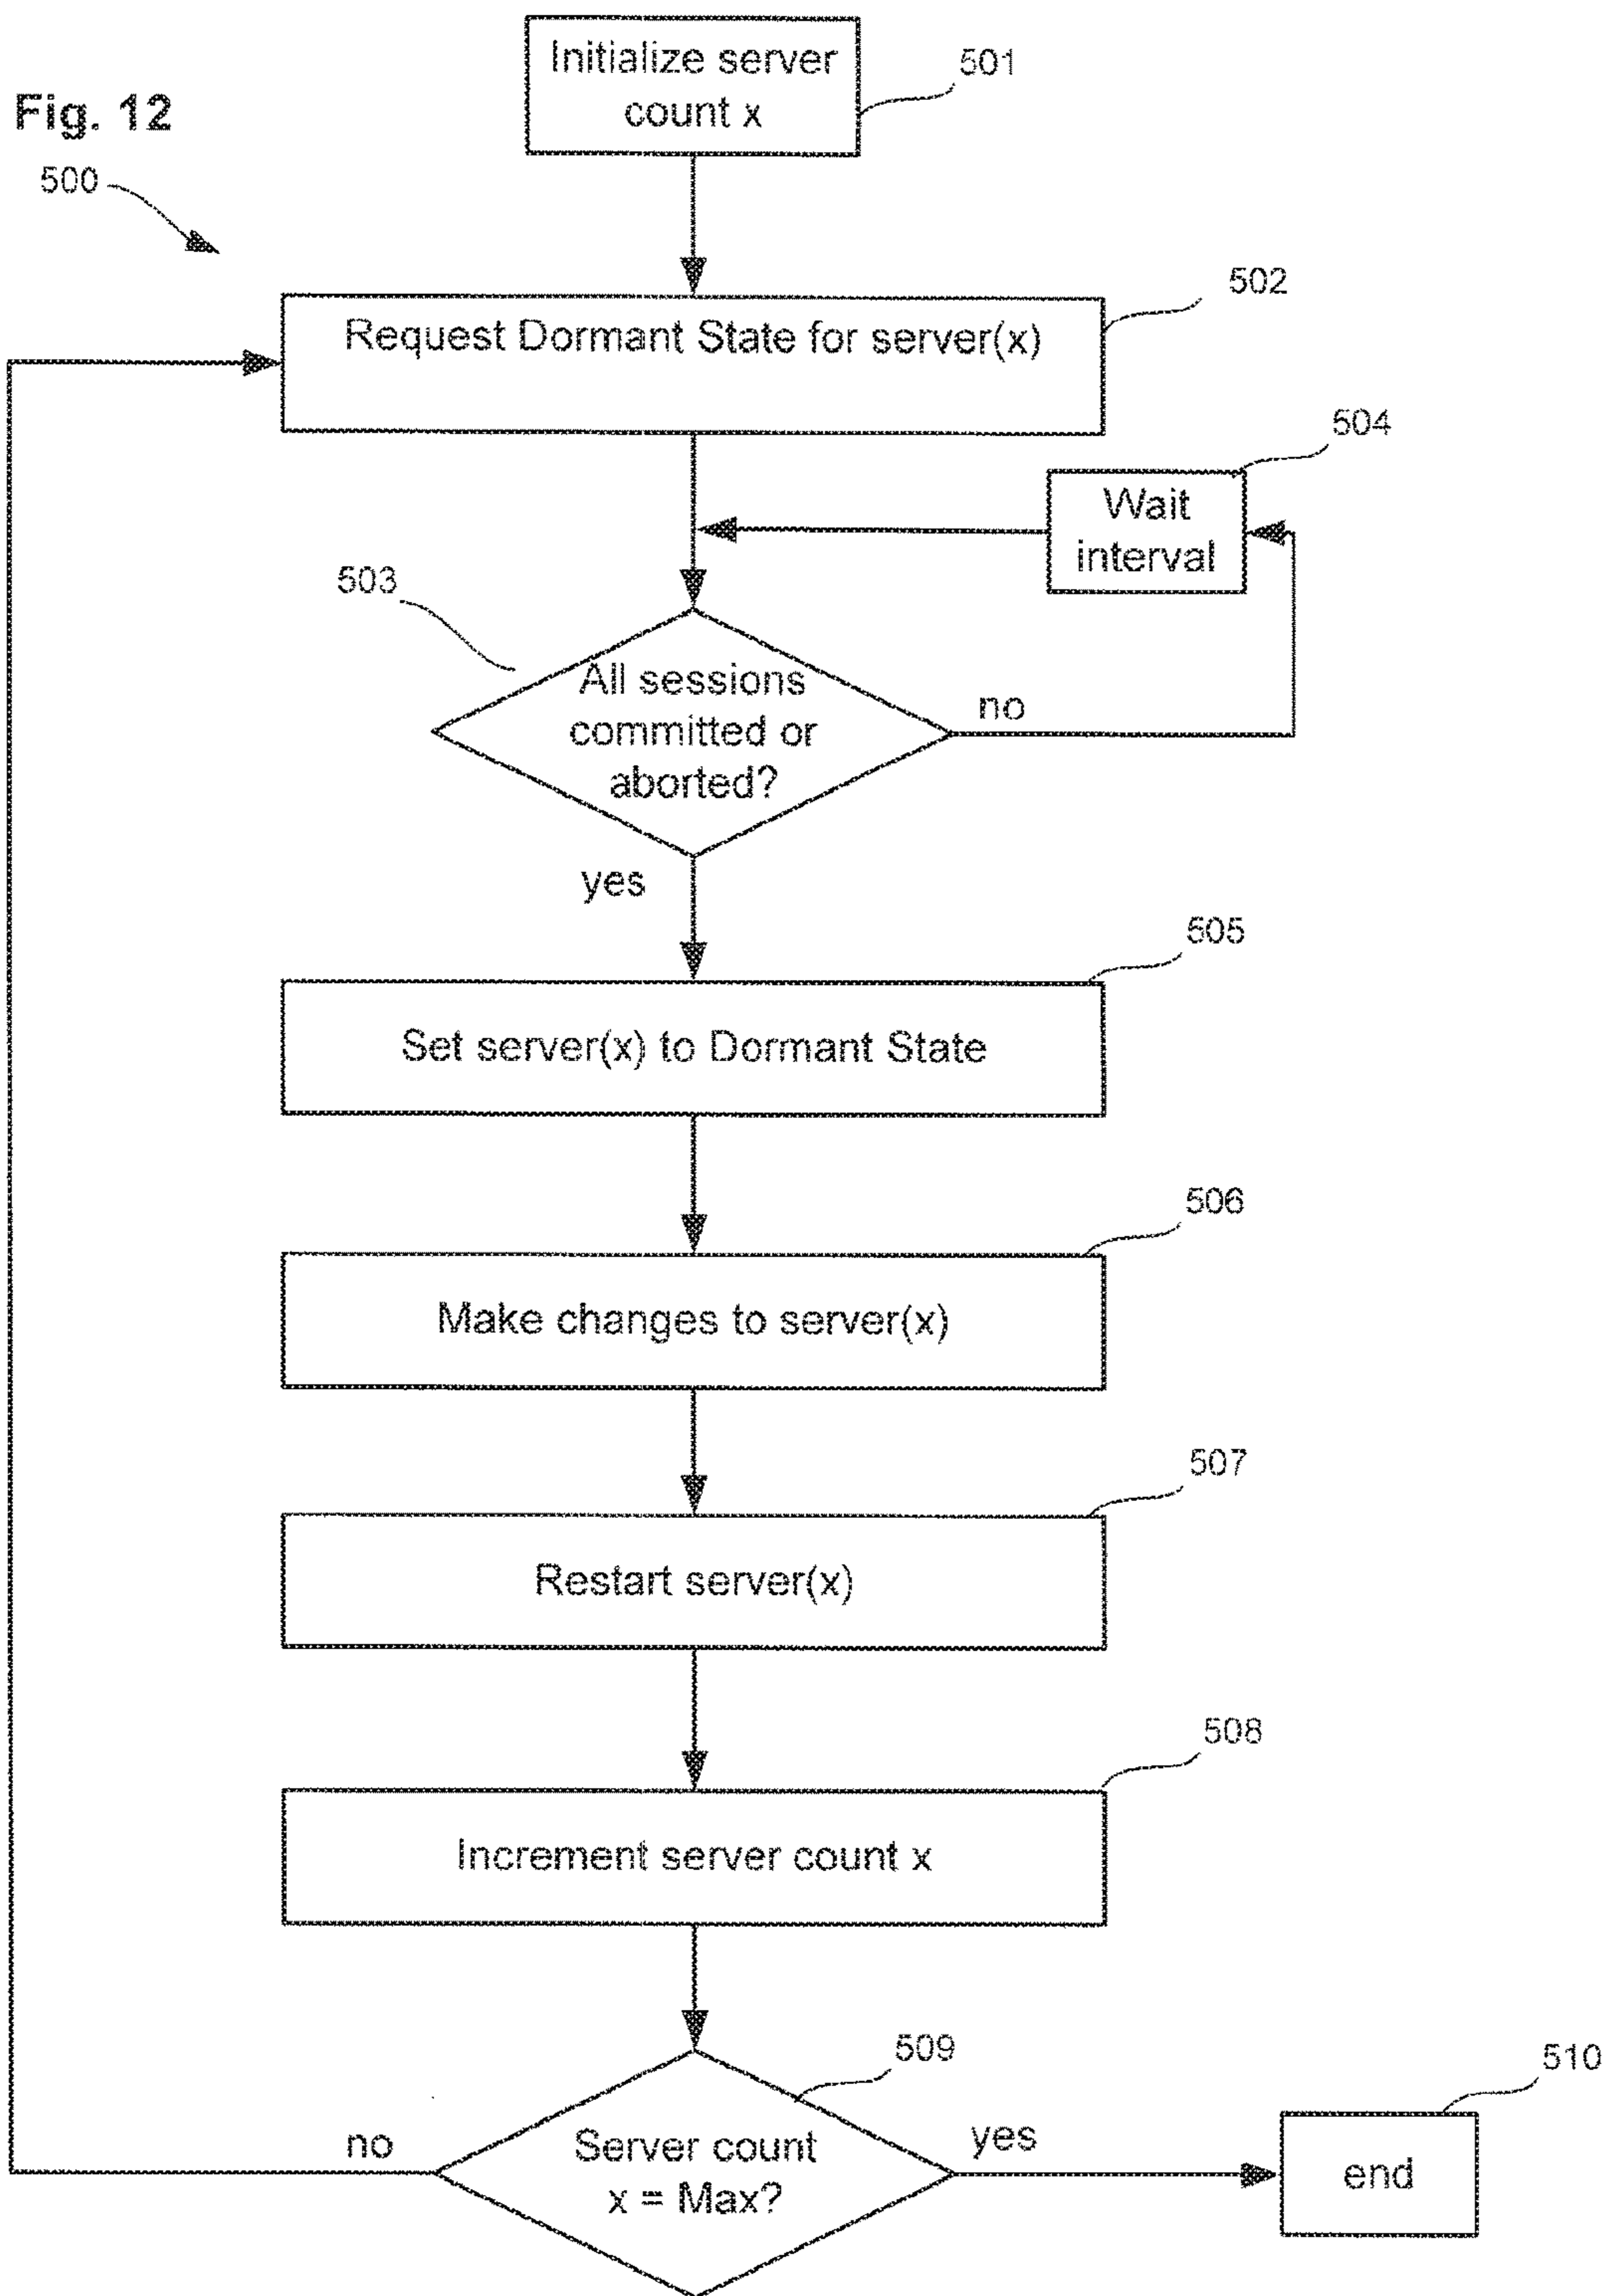 Fig. 12
500
Initialize server
count x
501
Request Dormant State for server(x)
502
504
Wait
interval
503
All sessions
committed or
aborted?
no
yes
505
Set server(x) to Dormant State
506
Make changes to server(x)
507
Restart server(x)
508
Increment server count x
509
Server count
x = Max?
no
yes
510
end